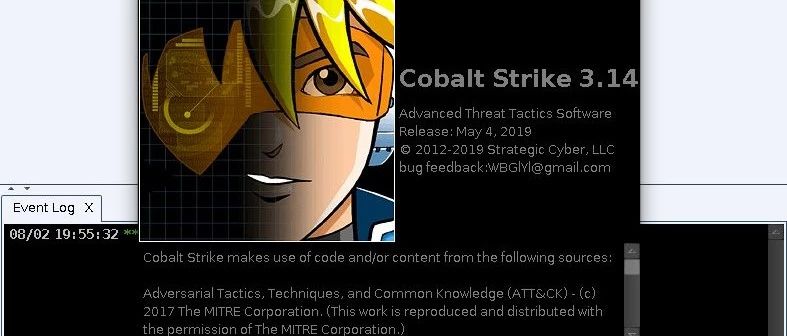 Cobalt Strike 3.14
Advanced Threat Tactics Software
Release: May 4, 2019
© 2012-2019 Strategic Cyber, LLC
bug feedback:WBGlYl@gmail.com
Event Log X
08/02 19:55:32 **
Cobalt Strike makes use of code and/or content from the following sources:
Adversarial Tactics, Techniques, and Common Knowledge (ATT&CK) - (c)
2017 The MITRE Corporation. (This work is reproduced and distributed with
the permission of The MITRE Corporation.)